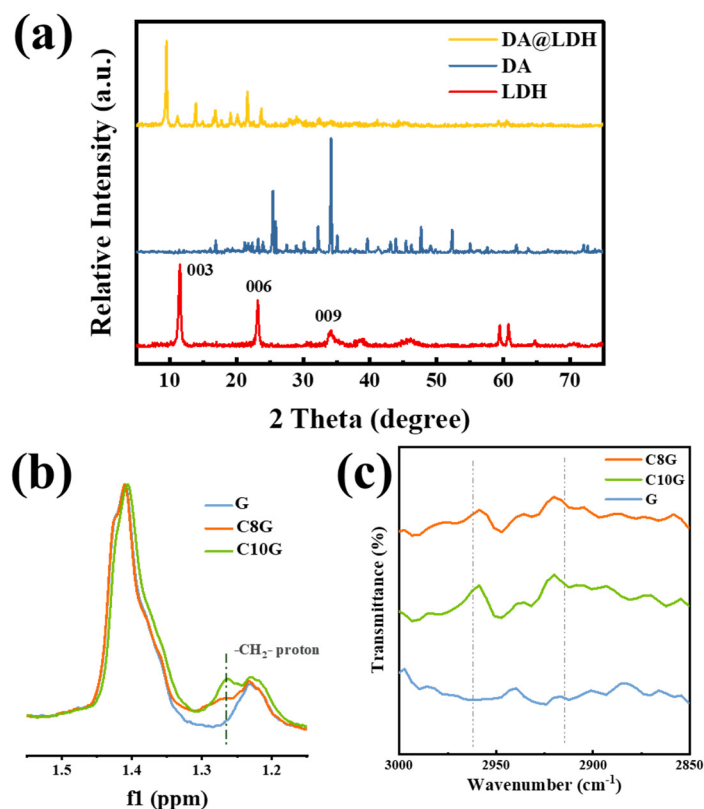 (a)
DA@LDH
DA
LDH
Relative Intensity (a.u.)
003
006
009
10 20 30 40 50 60 70
2 Theta (degree)
(b)
G
C8G
C10G
-CH2- proton
1.5 1.4 1.3 1.2
f1 (ppm)
(c)
C8G
C10G
G
Transmittance (%)
3000 2950 2900 2850
Wavenumber (cm-1)